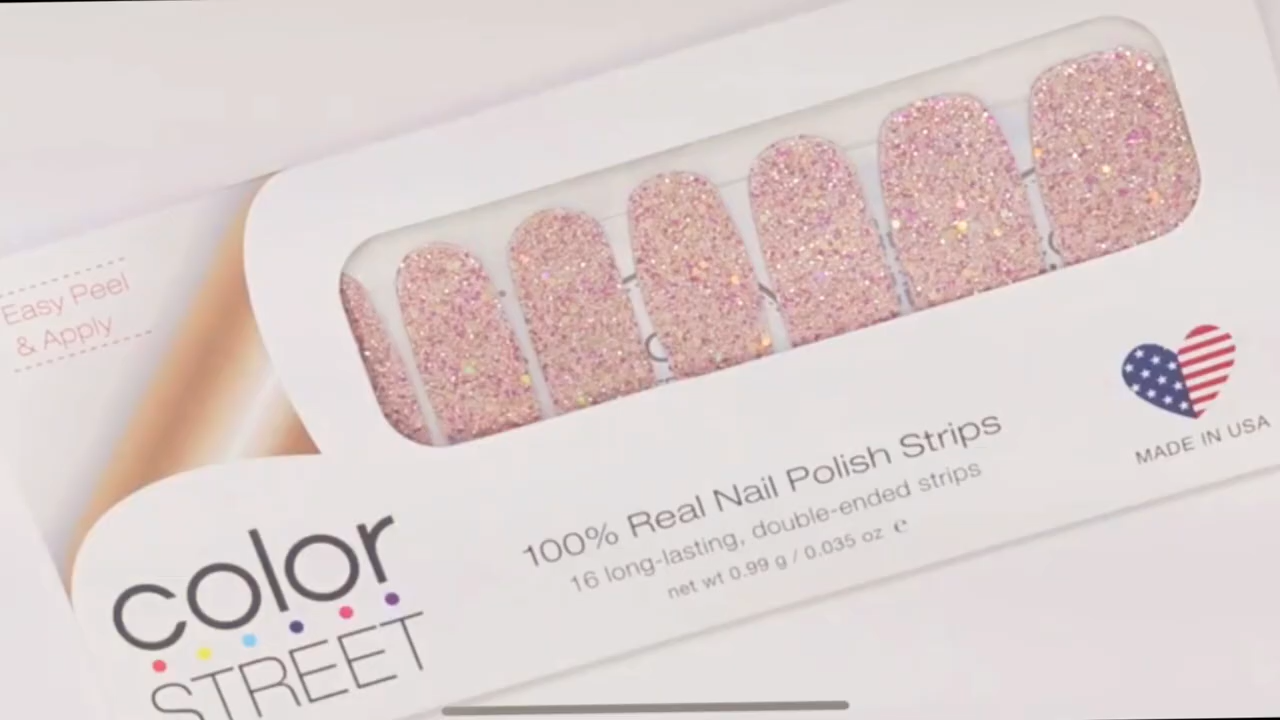 Easy Peel
& Apply
color
STREET
100% Real Nail Polish Strips
16 long-lasting, double-ended strips
net wt 0.99 g / 0.035 oz ℮
MADE IN USA